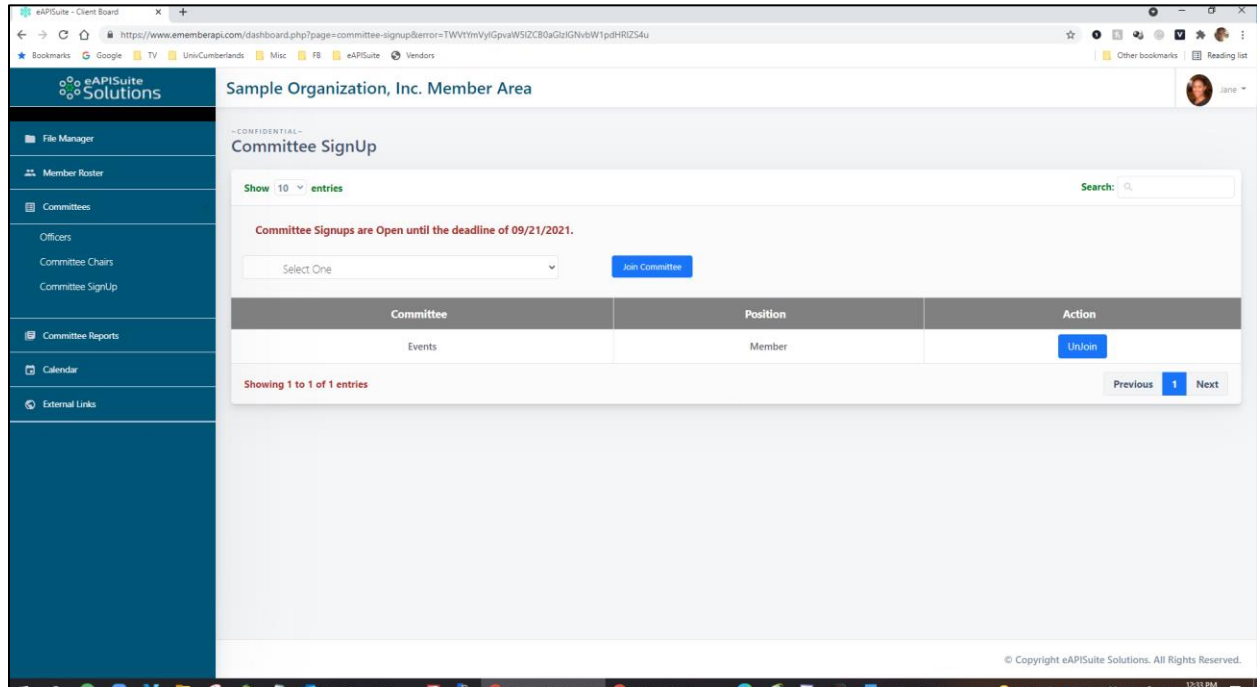 eAPISuite - Client Board
https://www.ememberapi.com/dashboard.php?page=committee-signup&error=TWVtYmVyIGpvaW5lZCB0aGlzIGNvbW1pdHRlZS4u
Bookmarks Google TV UnivCumberlands Misc FB eAPISuite Vendors Other bookmarks Reading list
eAPISuite
Solutions
Sample Organization, Inc. Member Area
Jane
File Manager
Member Roster
Committees
Officers
Committee Chairs
Committee SignUp
Committee Reports
Calendar
External Links
~CONFIDENTIAL~
Committee SignUp
Show 10 entries
Search:
Committee Signups are Open until the deadline of 09/21/2021.
Select One
Join Committee
Committee Position Action
Events Member UnJoin
Showing 1 to 1 of 1 entries
Previous 1 Next
© Copyright eAPISuite Solutions. All Rights Reserved.
12:33 PM